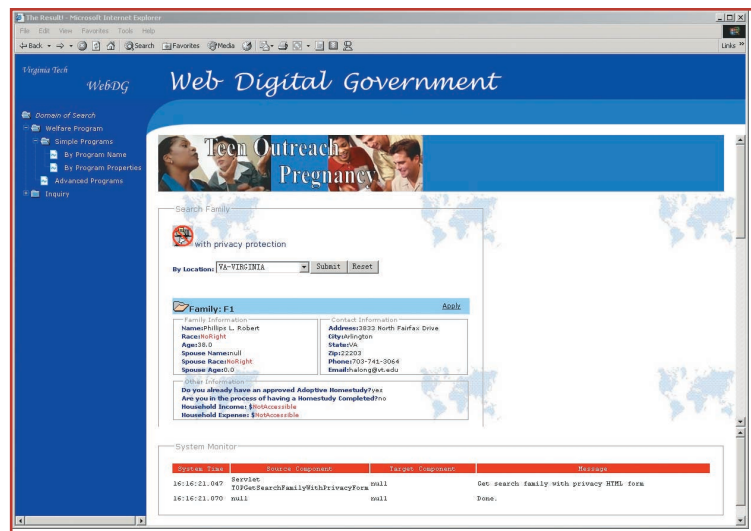 The Result! - Microsoft Internet Explorer
File Edit View Favorites Tools Help
Back Search Favorites Media Links »
Virginia Tech
WebDG
Web Digital Government
Domain of Search
Welfare Program
Simple Programs
By Program Name
By Program Properties
Advanced Programs
Inquiry
Teen Outreach
Pregnancy
Search Family
with privacy protection
By Location: VA-VIRGINIA Submit Reset
Family: F1 Apply
Family Information
Name:Phillips L. Robert
Race:NoRight
Age:38.0
Spouse Name:null
Spouse Race:NoRight
Spouse Age:0.0
Contact Information
Address:3833 North Fairfax Drive
City:Arlington
State:VA
Zip:22203
Phone:703-741-3064
Email:halong@vt.edu
Other Information
Do you already have an approved Adoptive Homestudy?yes
Are you in the process of having a Homestudy Completed?no
Household Income: $NotAccessible
Household Expense: $NotAccessible
System Monitor
System Time Source Component Target Component Message
16:16:21.047 Servlet TOPGetSearchFamilyWithPrivacyForm null Get search family with privacy HTML form
16:16:21.070 null null Done.